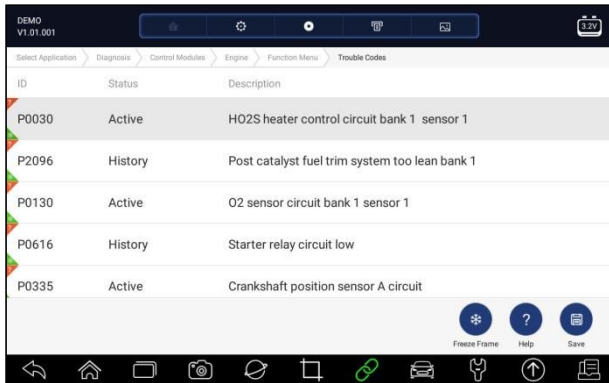 DEMO
V1.01.001
3.2V
Select Application Diagnosis Control Modules Engine Function Menu Trouble Codes
ID Status Description
P0030 Active HO2S heater control circuit bank 1 sensor 1
P2096 History Post catalyst fuel trim system too lean bank 1
P0130 Active O2 sensor circuit bank 1 sensor 1
P0616 History Starter relay circuit low
P0335 Active Crankshaft position sensor A circuit
?
Freeze Frame Help Save